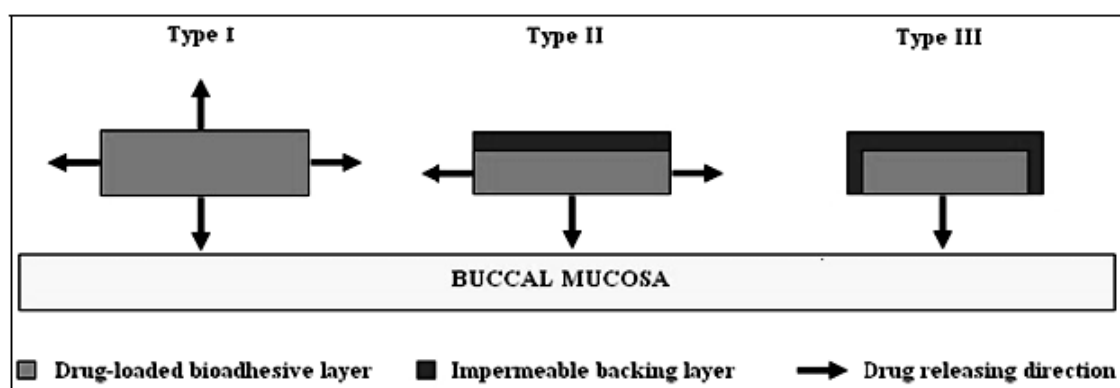 Type I Type II Type III
BUCCAL MUCOSA
Drug-loaded bioadhesive layer Impermeable backing layer Drug releasing direction